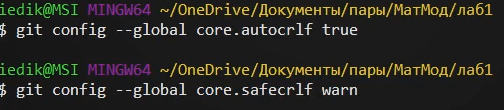 iedik@MSI MINGW64 ~/OneDrive/Документы/пары/МатМод/лаб1
$ git config --global core.autocrlf true
iedik@MSI MINGW64 ~/OneDrive/Документы/пары/МатМод/лаб1
$ git config --global core.safecrlf warn